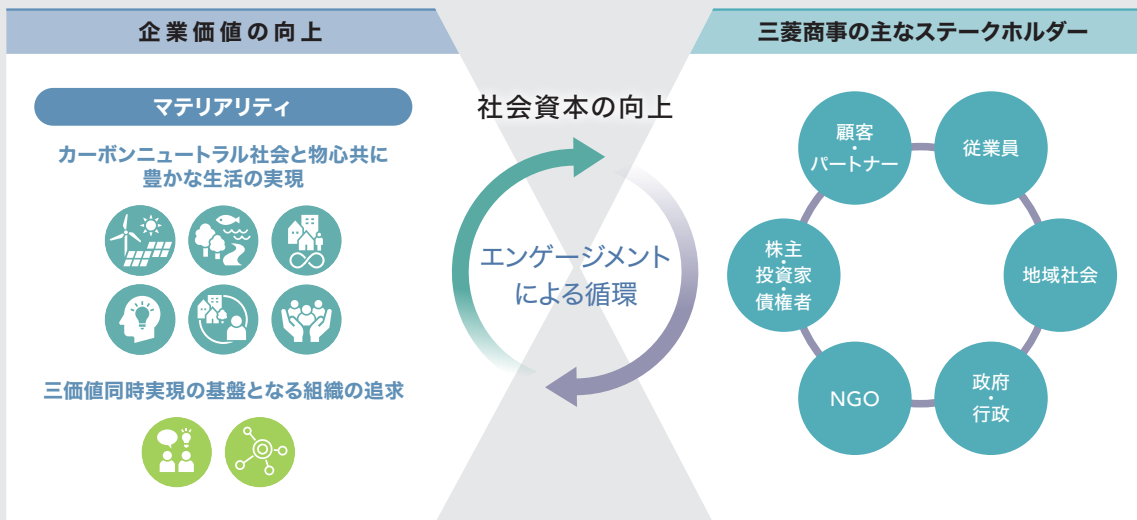 企業価値の向上
マテリアリティ
カーボンニュートラル社会と物心共に
豊かな生活の実現
三価値同時実現の基盤となる組織の追求
社会資本の向上
エンゲージメント
による循環
三菱商事の主なステークホルダー
顧客
・
パートナー
従業員
株主
・
投資家
・
債権者
地域社会
NGO
政府
・
行政